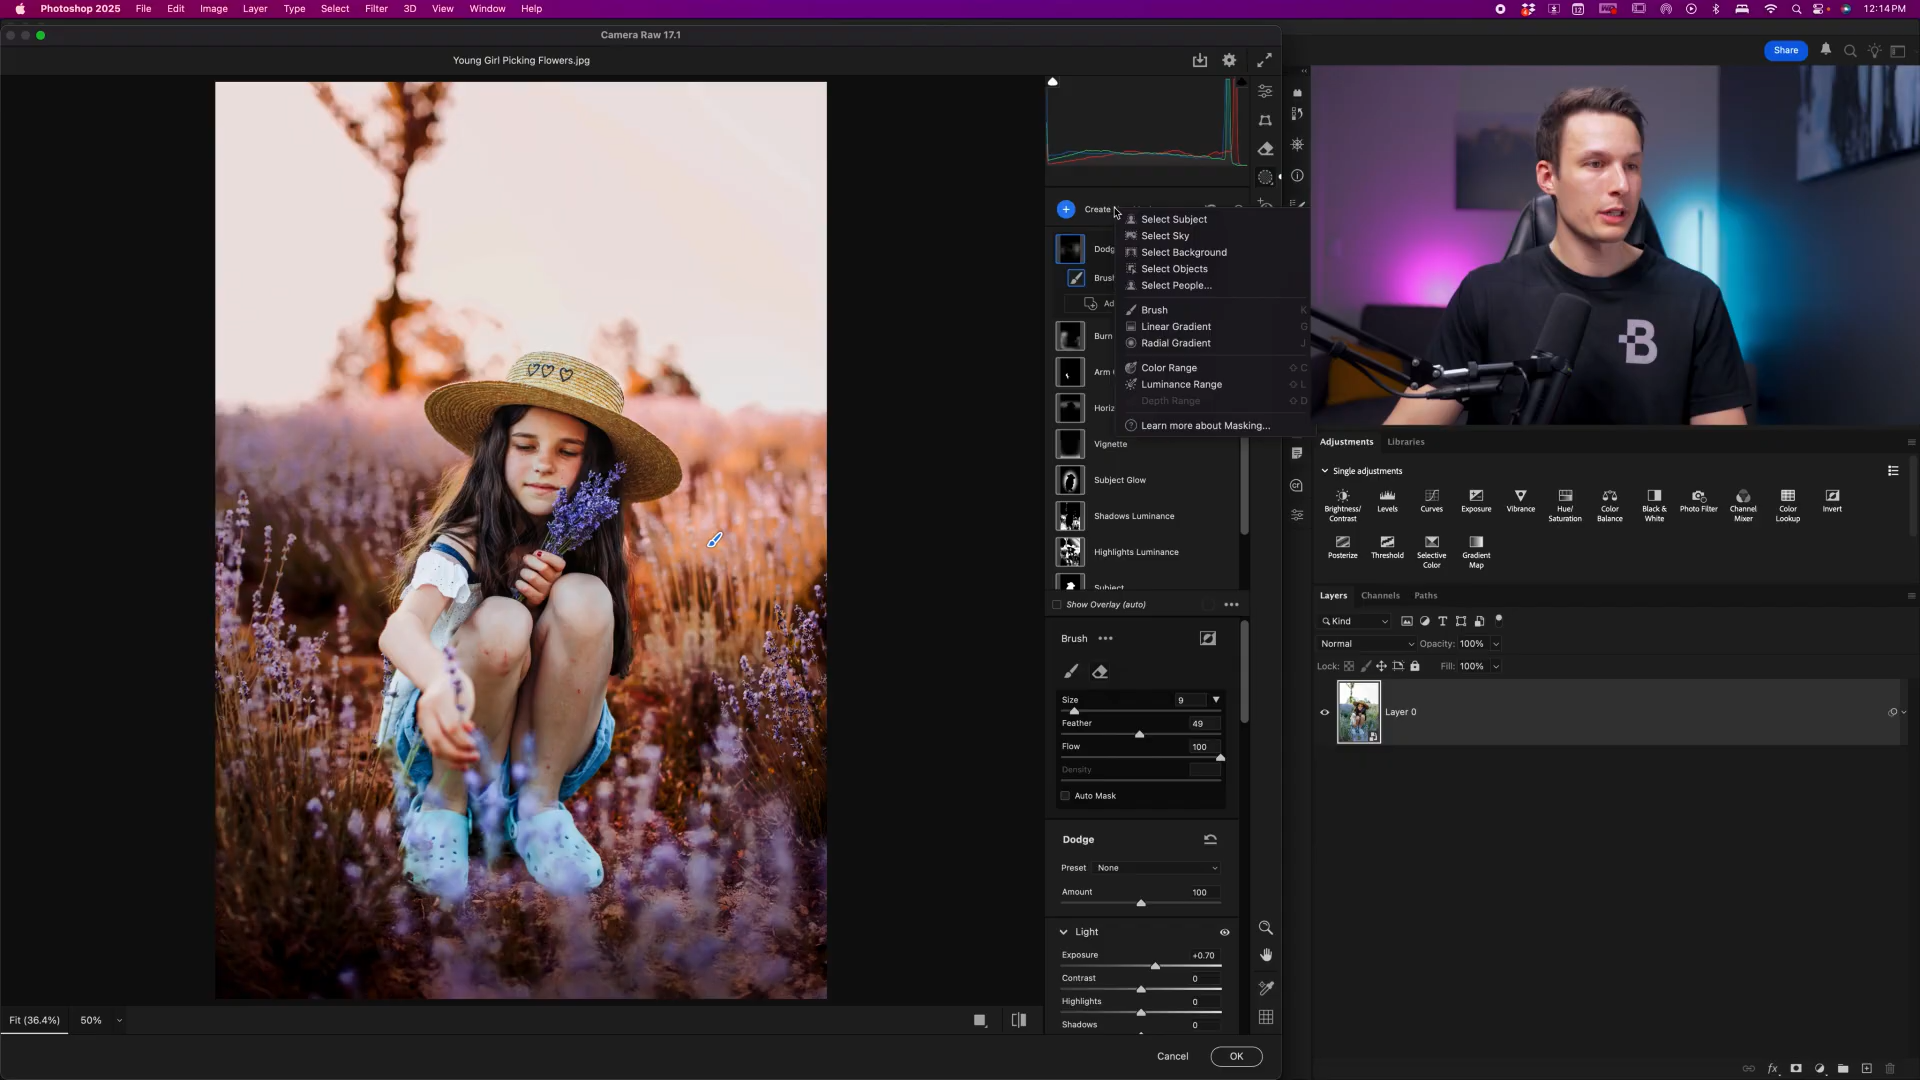 Photoshop 2025 File Edit Image Layer Type Select Filter 3D View Window Help
12:14PM
Camera Raw 17.1
Young Girl Picking Flowers.jpg
Share
Create
Select Subject
Select Sky
Select Background
Select Objects
Select People...
Brush K
Linear Gradient G
Radial Gradient J
Color Range ⇧ C
Luminance Range ⇧ L
Depth Range ⇧ D
Learn more about Masking...
Burn
Vignette
Subject Glow
Shadows Luminance
Highlights Luminance
Subject
Show Overlay (auto)
Brush
Size 9
Feather 49
Flow 100
Density
Auto Mask
Dodge
Preset None
Amount 100
Light
Exposure +0.70
Contrast 0
Highlights 0
Shadows 0
Fit (36.4%) 50%
Cancel OK
B
Adjustments Libraries
Single adjustments
Brightness/
Contrast
Levels
Curves
Exposure
Vibrance
Hue/
Saturation
Color
Balance
Black &
White
Photo Filter
Channel
Mixer
Color
Lookup
Invert
Posterize
Threshold
Selective
Color
Gradient
Map
Layers Channels Paths
Kind
Normal Opacity: 100%
Lock: Fill: 100%
Layer 0
fx